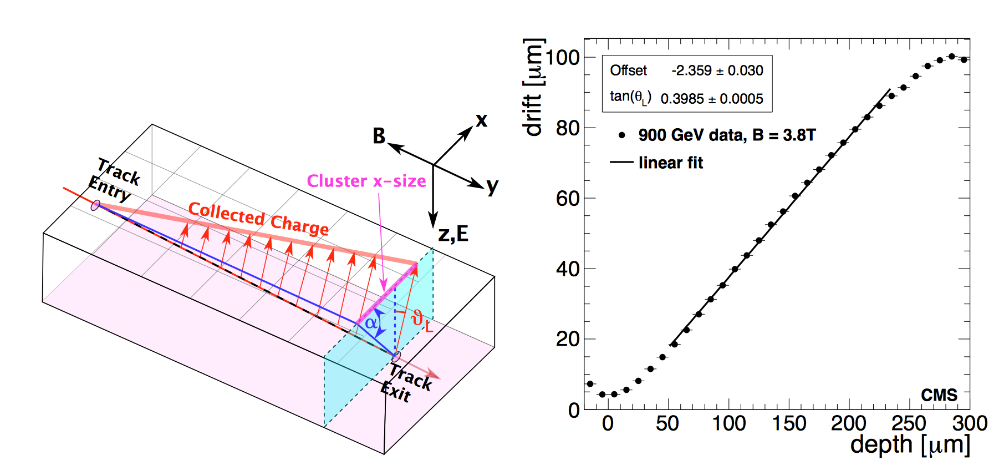 Track
Entry
Collected Charge
Cluster x-size
B
x
y
z,E
α
ϑL
Track
Exit
drift [μm]
100
80
60
40
20
0
Offset -2.359 ± 0.030
tan(θL) 0.3985 ± 0.0005
900 GeV data, B = 3.8T
linear fit
CMS
0 50 100 150 200 250 300
depth [μm]